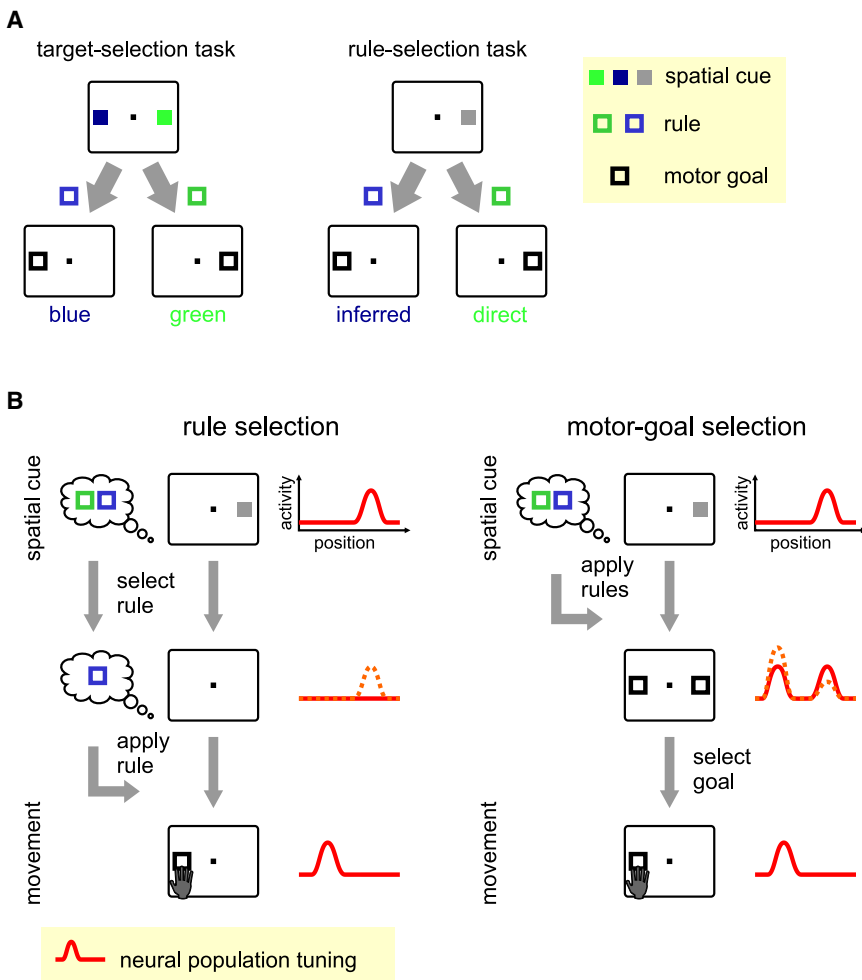 A
target-selection task
rule-selection task
spatial cue
rule
motor goal
blue
green
inferred
direct
B
rule selection
motor-goal selection
spatial cue
activity
position
select
rule
apply
rule
movement
spatial cue
activity
position
apply
rules
select
goal
movement
neural population tuning